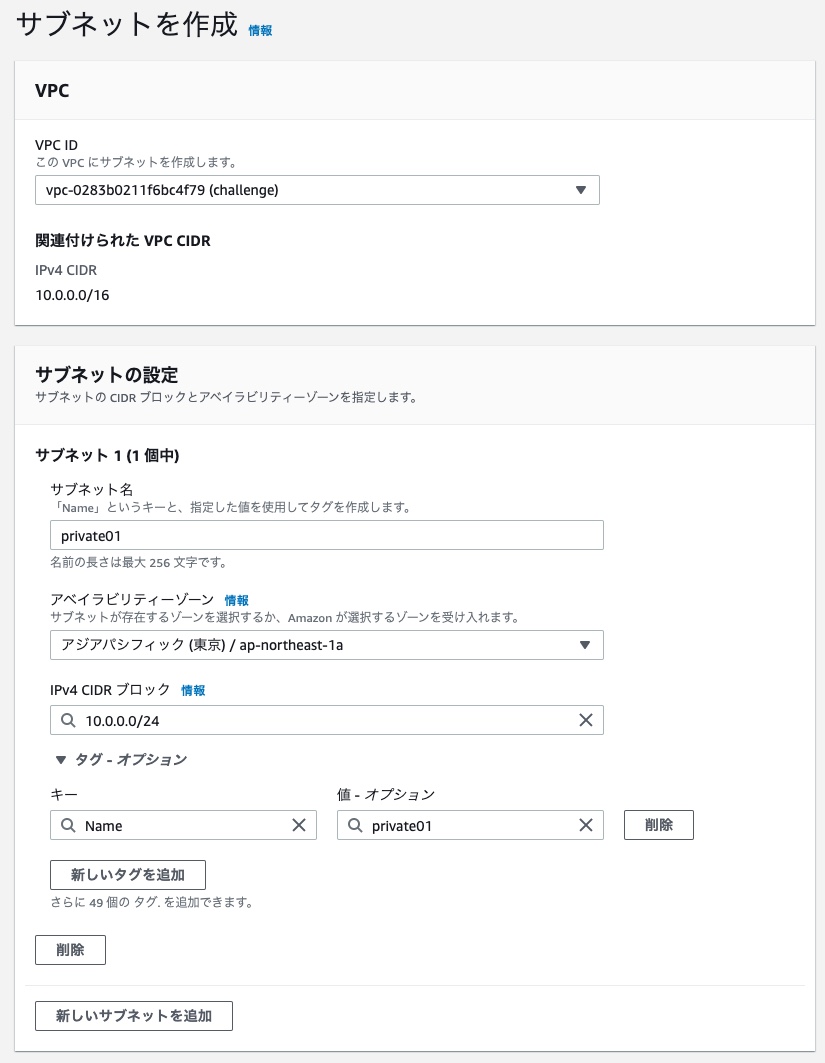 サブネットを作成 情報
VPC
VPC ID
この VPC にサブネットを作成します。
vpc-0283b0211f6bc4f79 (challenge)
関連付けられた VPC CIDR
IPv4 CIDR
10.0.0.0/16
サブネットの設定
サブネットの CIDR ブロックとアベイラビリティーゾーンを指定します。
サブネット 1 (1 個中)
サブネット名
「Name」というキーと、指定した値を使用してタグを作成します。
private01
名前の長さは最大 256 文字です。
アベイラビリティーゾーン 情報
サブネットが存在するゾーンを選択するか、Amazon が選択するゾーンを受け入れます。
アジアパシフィック (東京) / ap-northeast-1a
IPv4 CIDR ブロック 情報
10.0.0.0/24
タグ - オプション
キー 値 - オプション
Name private01 削除
新しいタグを追加
さらに 49 個の タグ. を追加できます。
削除
新しいサブネットを追加